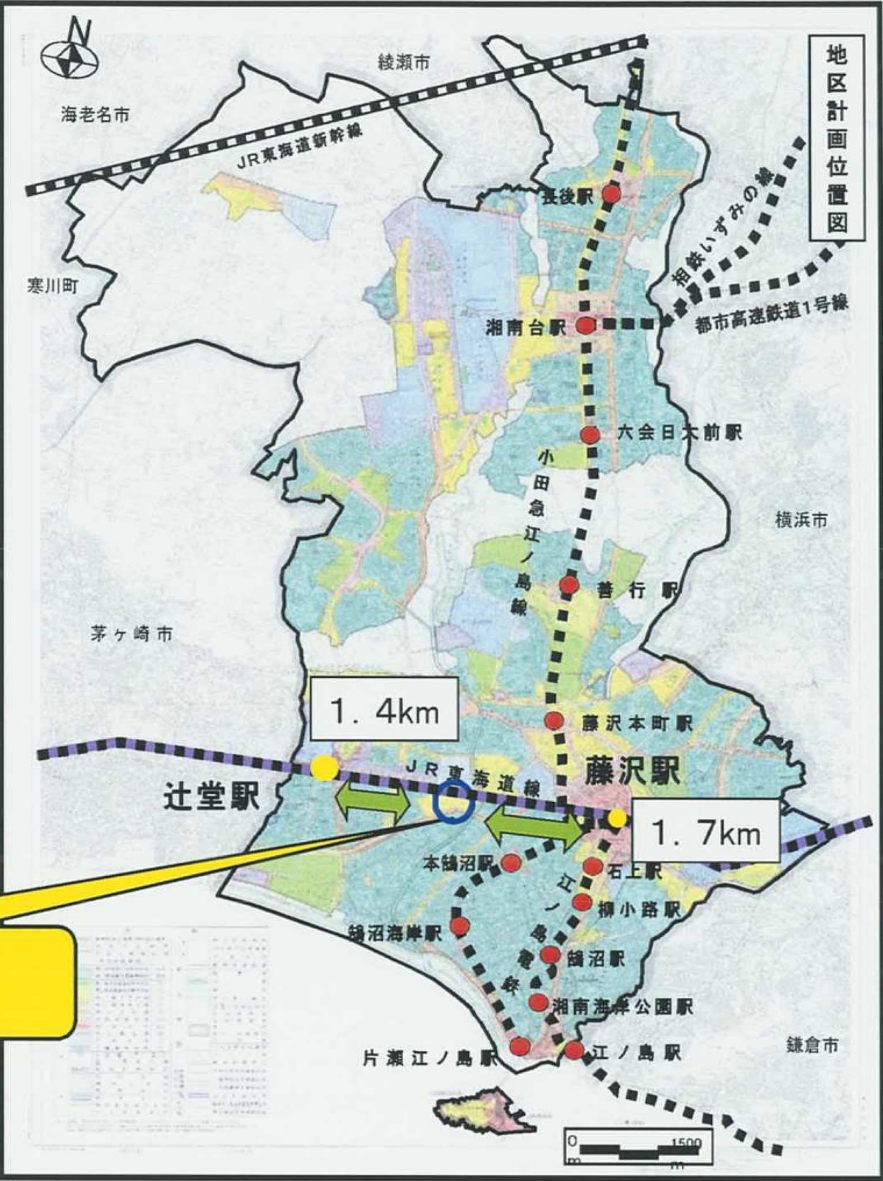 N
地区計画位置図
綾瀬市
海老名市
JR東海道新幹線
長後駅
相鉄いずみの線
寒川町
都市高速鉄道1号線
湘南台駅
六会日大前駅
小田急江ノ島線
横浜市
善行駅
茅ヶ崎市
1.4km
藤沢本町駅
JR東海道線
藤沢駅
辻堂駅
1.7km
本鵠沼駅
石上駅
江ノ島電鉄
柳小路駅
鵠沼海岸駅
鵠沼駅
湘南海岸公園駅
片瀬江ノ島駅
江ノ島駅
鎌倉市
0 1500
m m